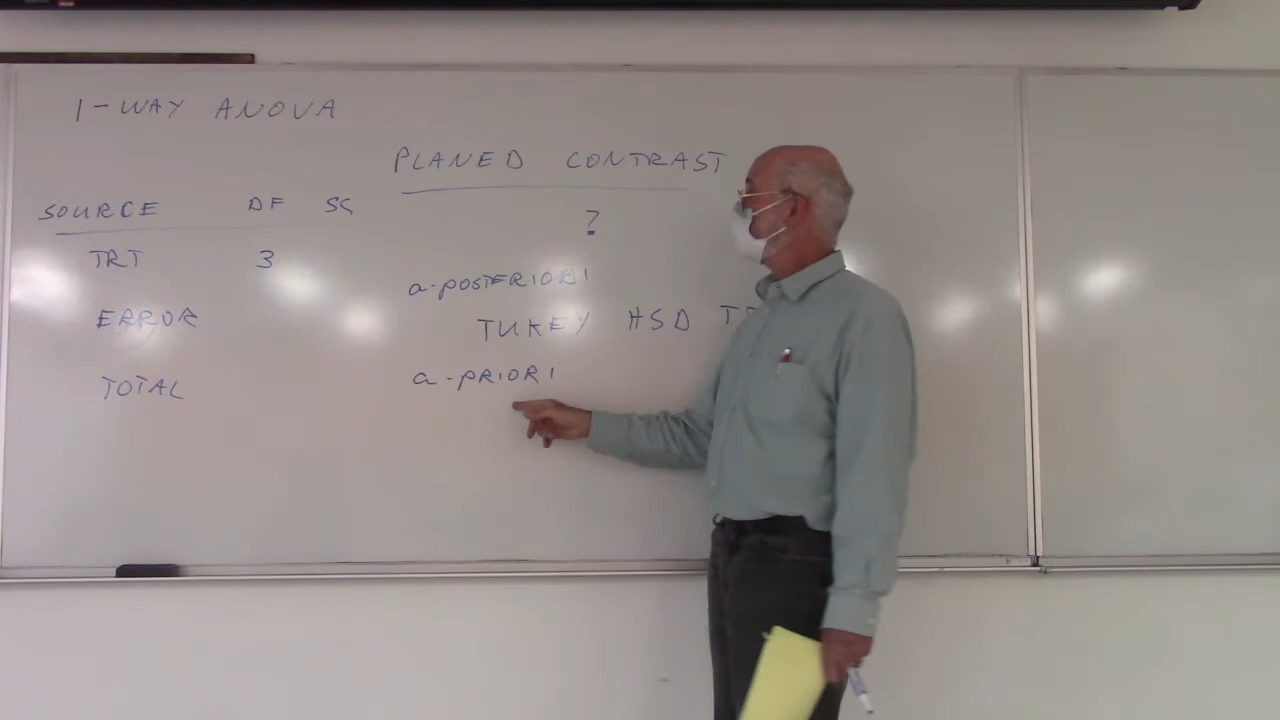 1-WAY ANOVA
PLANED CONTRAST
SOURCE DF SS
?
TRT 3
a-POSTERIORI
ERROR
TUKEY HSD
TOTAL
a-PRIORI